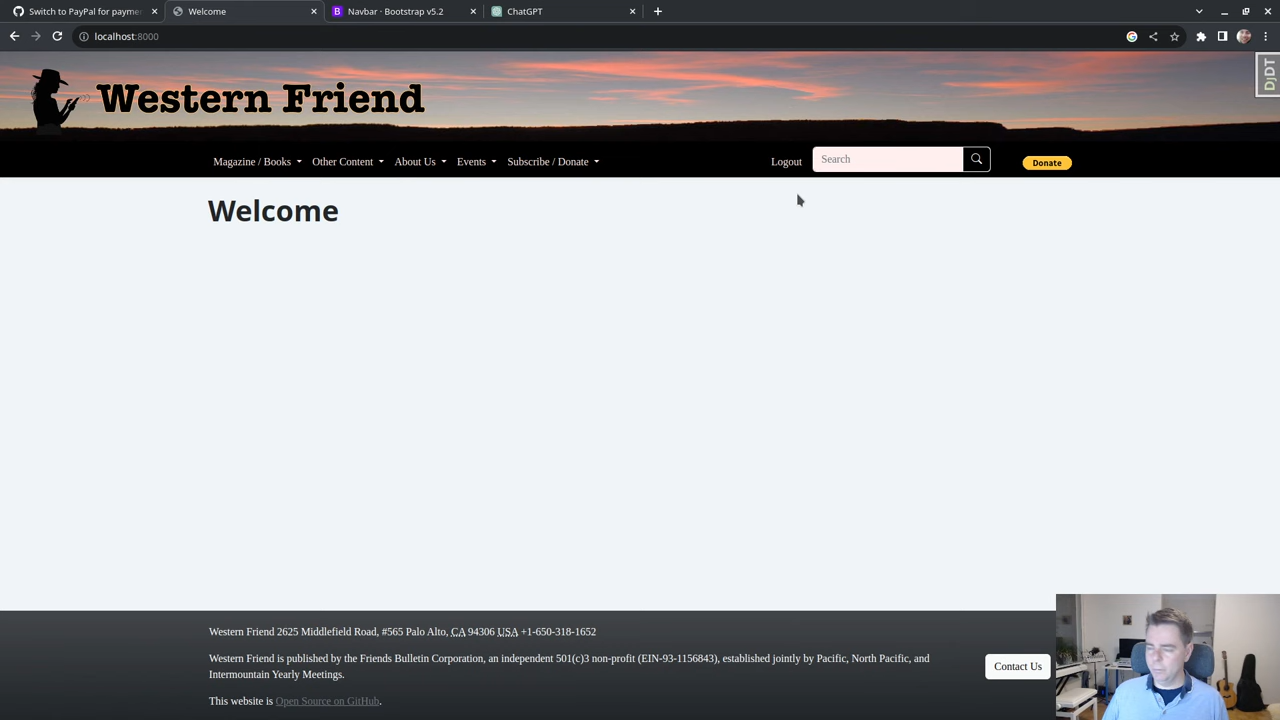 Switch to PayPal for payme
Welcome
Navbar · Bootstrap v5.2
ChatGPT
localhost:8000
Western Friend
DjDT
Magazine / Books
Other Content
About Us
Events
Subscribe / Donate
Logout
Search
Donate
Welcome
Western Friend 2625 Middlefield Road, #565 Palo Alto, CA 94306 USA +1-650-318-1652
Western Friend is published by the Friends Bulletin Corporation, an independent 501(c)3 non-profit (EIN-93-1156843), established jointly by Pacific, North Pacific, and
Intermountain Yearly Meetings.
Contact Us
This website is Open Source on GitHub.